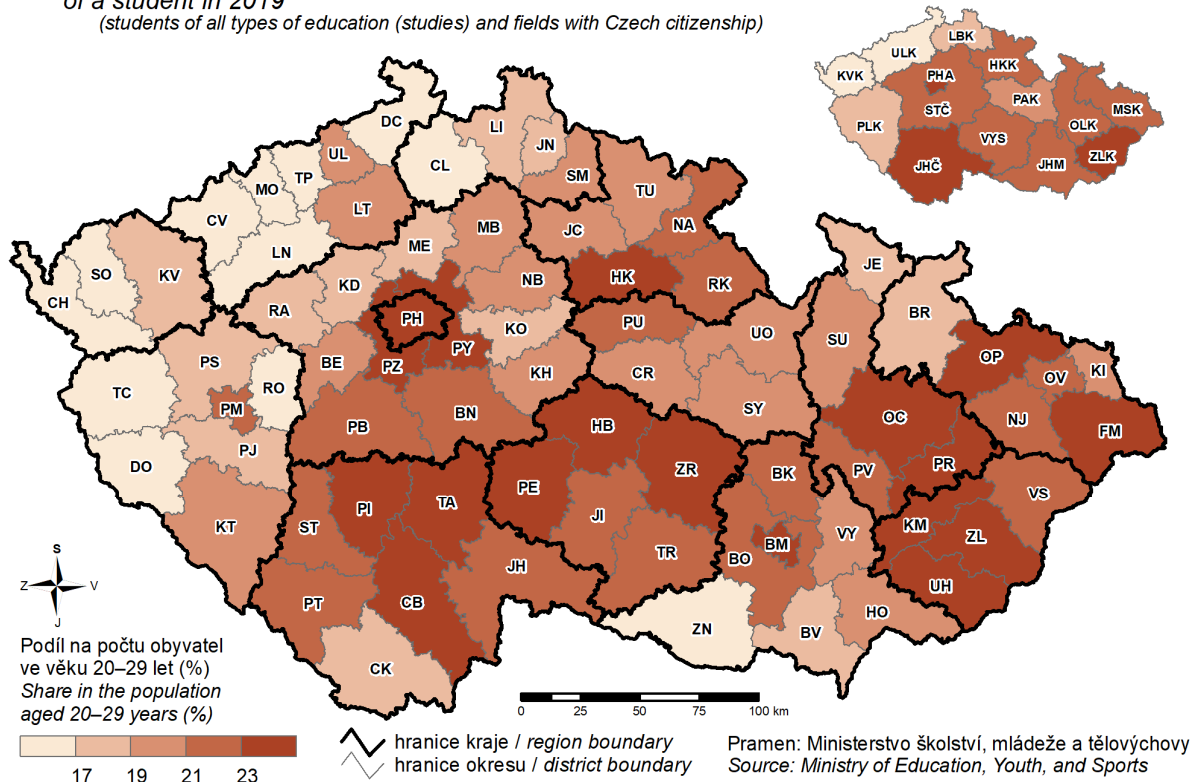 of a student in 2019
(students of all types of education (studies) and fields with Czech citizenship)
LBK
ULK
HKK
KVK
PHA
PAK
STČ
MSK
PLK
OLK
VYS
ZLK
JHČ
JHM
DC
LI
JN
UL
TP
CL
SM
MO
TU
CV
LT
NA
MB
JC
LN
ME
JE
SO
KV
HK
KD
NB
RK
CH
RA
BR
PH
PU
KO
UO
SU
OP
PS
BE
PZ
PY
KI
OV
TC
RO
KH
CR
PM
SY
BN
OC
NJ
PB
HB
FM
PJ
DO
PR
ZR
PV
BK
PE
VS
PI
TA
JI
KT
ST
KM
VY
ZL
BM
TR
BO
JH
UH
PT
CB
HO
ZN
BV
CK
S
Z
V
J
Podíl na počtu obyvatel
ve věku 20–29 let (%)
Share in the population
aged 20–29 years (%)
17 19 21 23
0 25 50 75 100 km
hranice kraje / region boundary
hranice okresu / district boundary
Pramen: Ministerstvo školství, mládeže a tělovýchovy
Source: Ministry of Education, Youth, and Sports